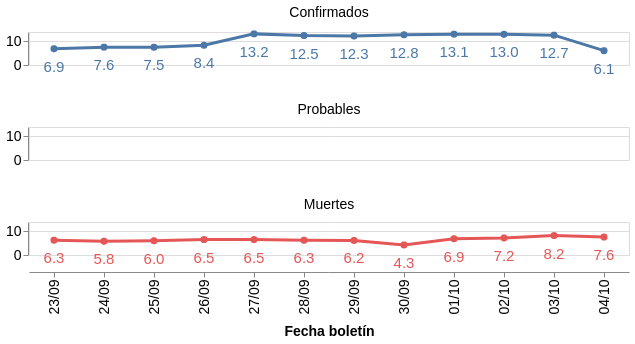 Confirmados
10
0
6.9 7.6 7.5 8.4 13.2 12.5 12.3 12.8 13.1 13.0 12.7 6.1
Probables
10
0
Muertes
10
0
6.3 5.8 6.0 6.5 6.5 6.3 6.2 4.3 6.9 7.2 8.2 7.6
23/09 24/09 25/09 26/09 27/09 28/09 29/09 30/09 01/10 02/10 03/10 04/10
Fecha boletín